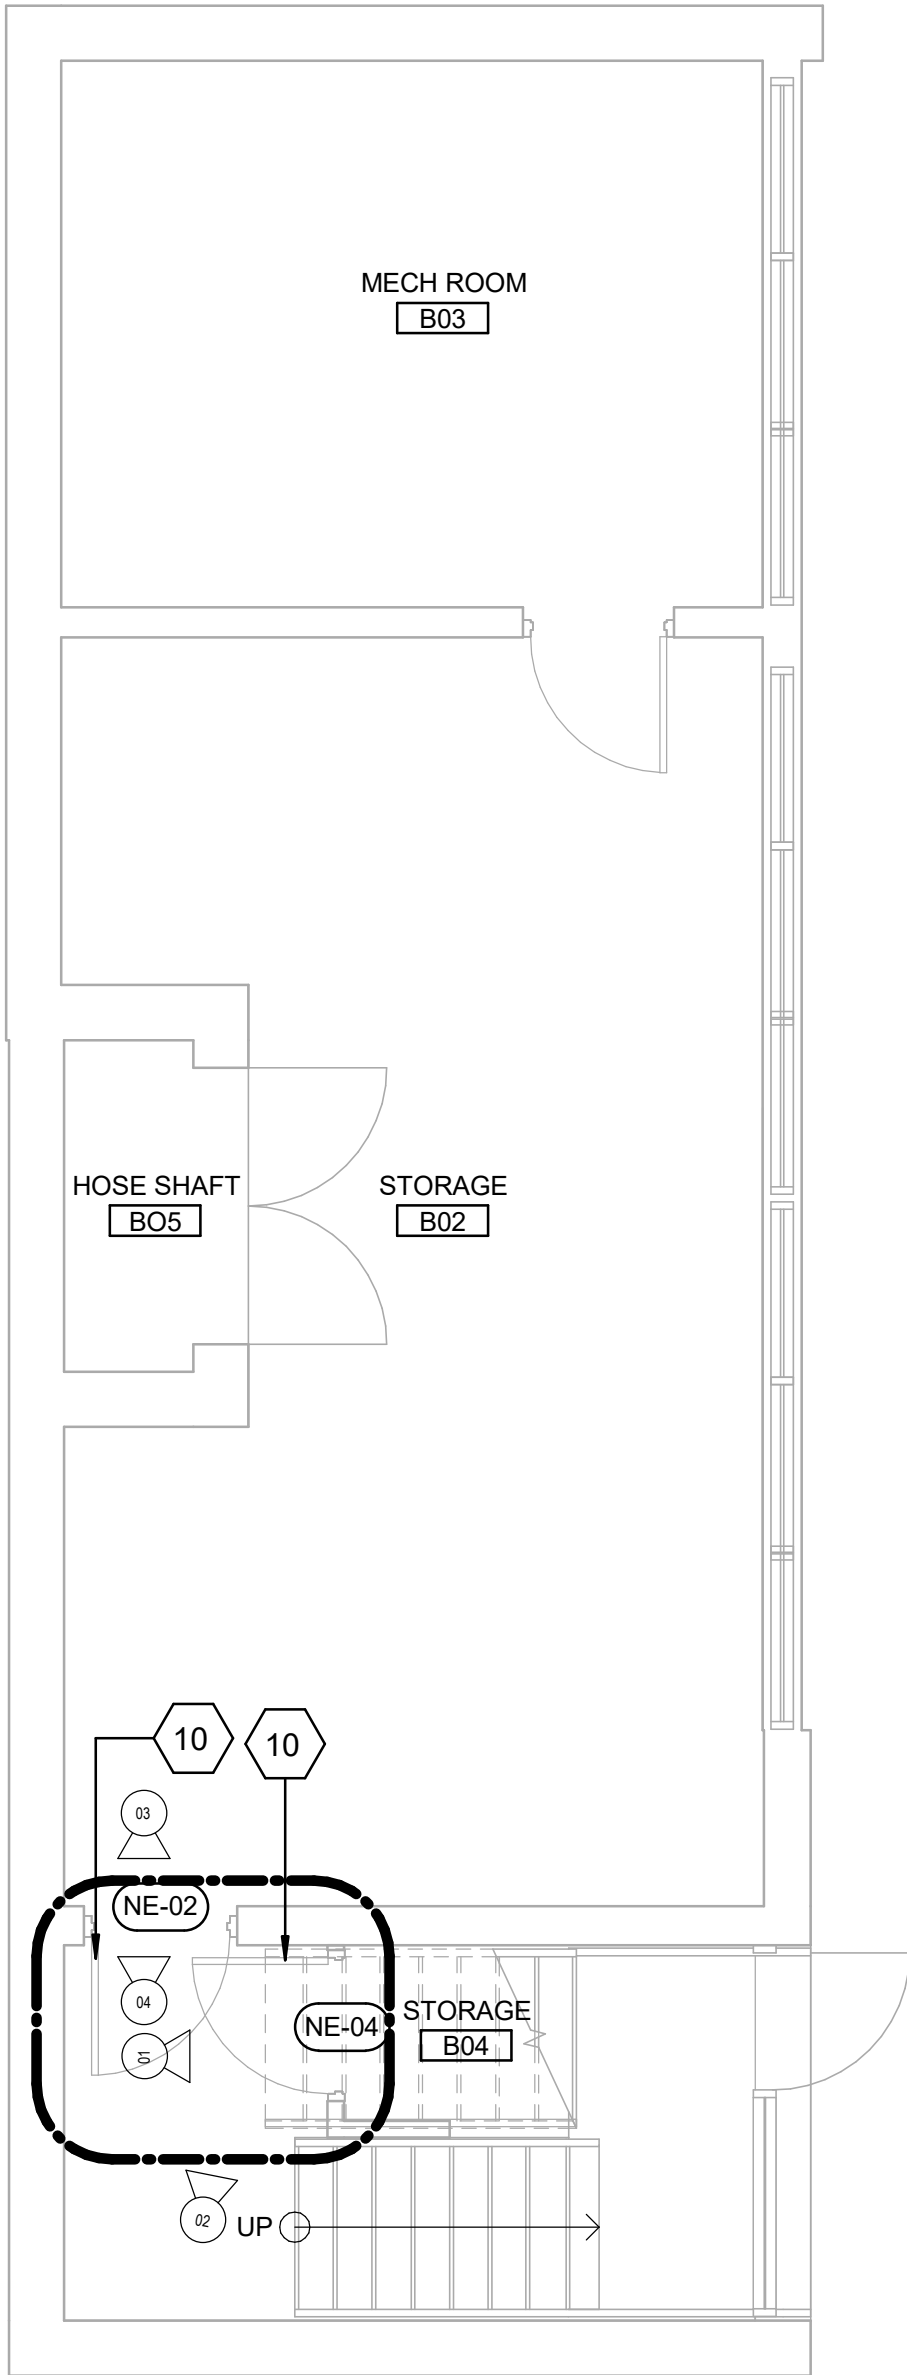 MECH ROOM
B03
HOSE SHAFT
BO5
STORAGE
B02
10
10
03
NE-02
04
01
NE-04
STORAGE
B04
02
UP